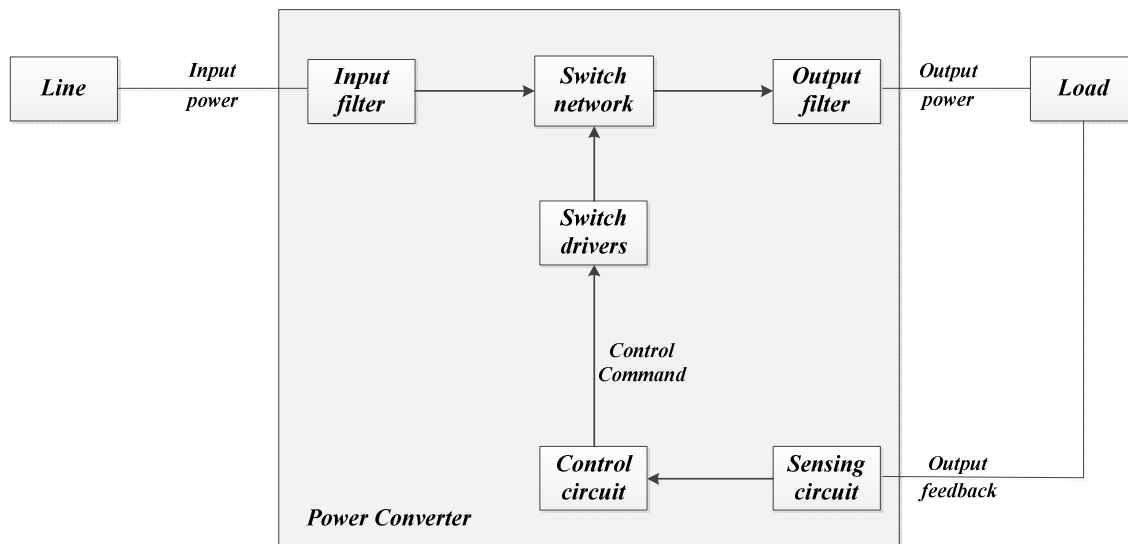 Line
Input
power
Input
filter
Switch
network
Output
filter
Output
power
Load
Switch
drivers
Control
Command
Control
circuit
Sensing
circuit
Output
feedback
Power Converter